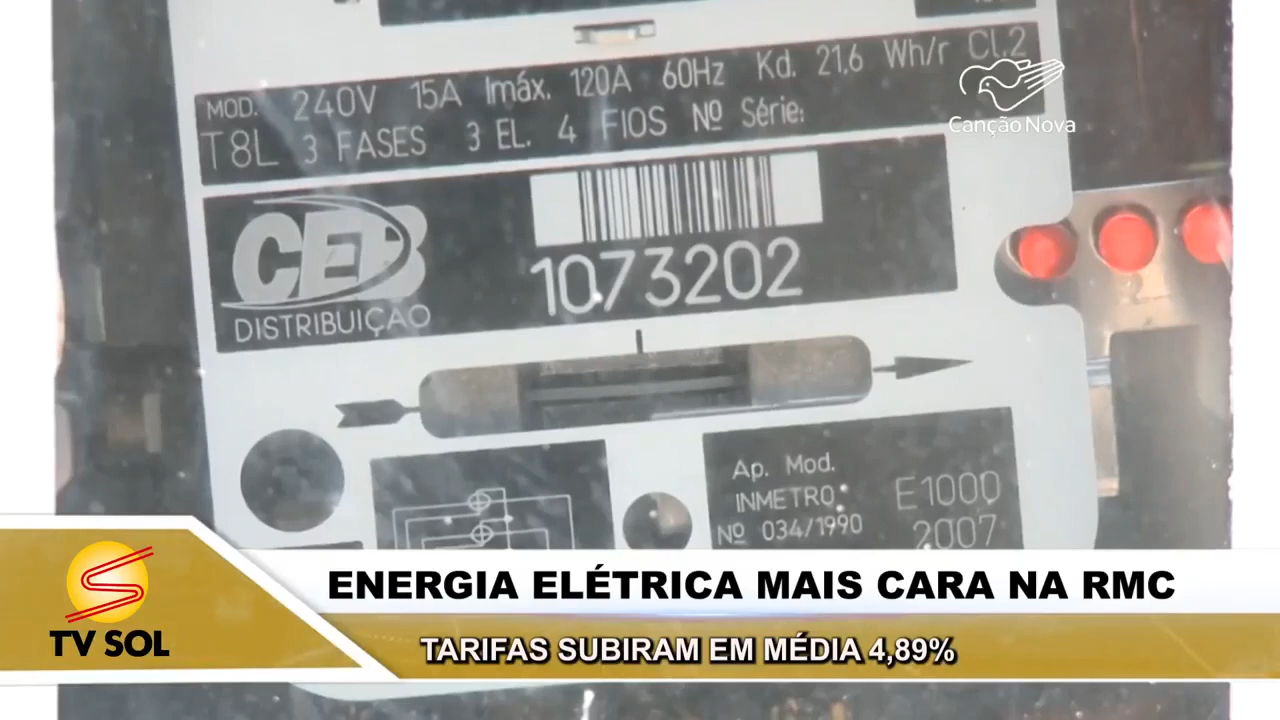 MOD. 240V 15A Imáx. 120A 60Hz Kd. 21,6 Wh/r Cl.2
T8L 3 FASES 3 EL. 4 FIOS Nº Série:
Canção Nova
CEB
DISTRIBUIÇAO
1073202
Ap. Mod.
INMETRO
Nº 034/1990
E1000
2007
ENERGIA ELÉTRICA MAIS CARA NA RMC
TARIFAS SUBIRAM EM MÉDIA 4,89%
TV SOL